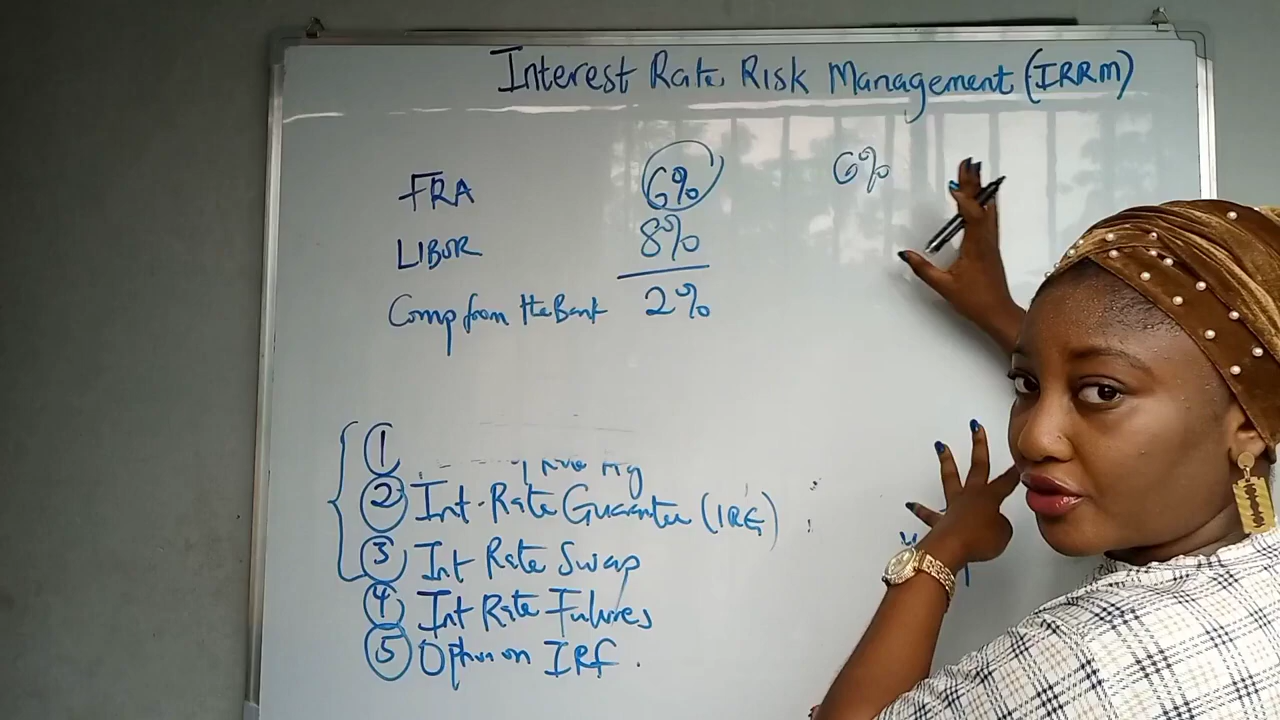 Interest Rate Risk Management (IRRM)
FRA 6% 6%
LIBOR 8%
Comp from the Bank 2%
1
2 Int. Rate Guarantee (IRG)
3 Int Rate Swap
4 Int Rate Futures
5 Option on IRF.